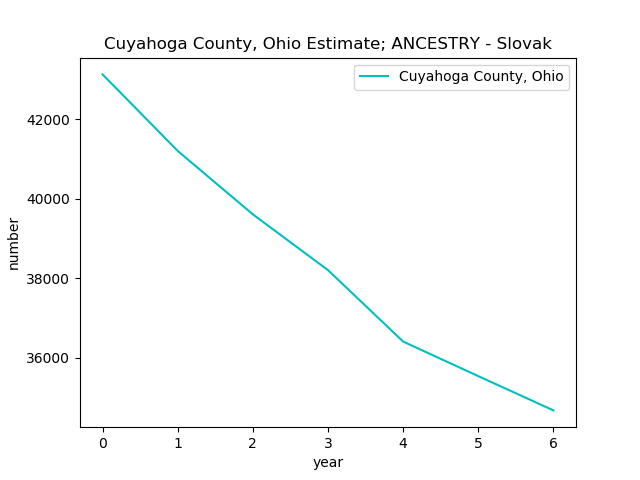 Cuyahoga County, Ohio Estimate; ANCESTRY - Slovak
Cuyahoga County, Ohio
42000
40000
38000
36000
number
0 1 2 3 4 5 6
year